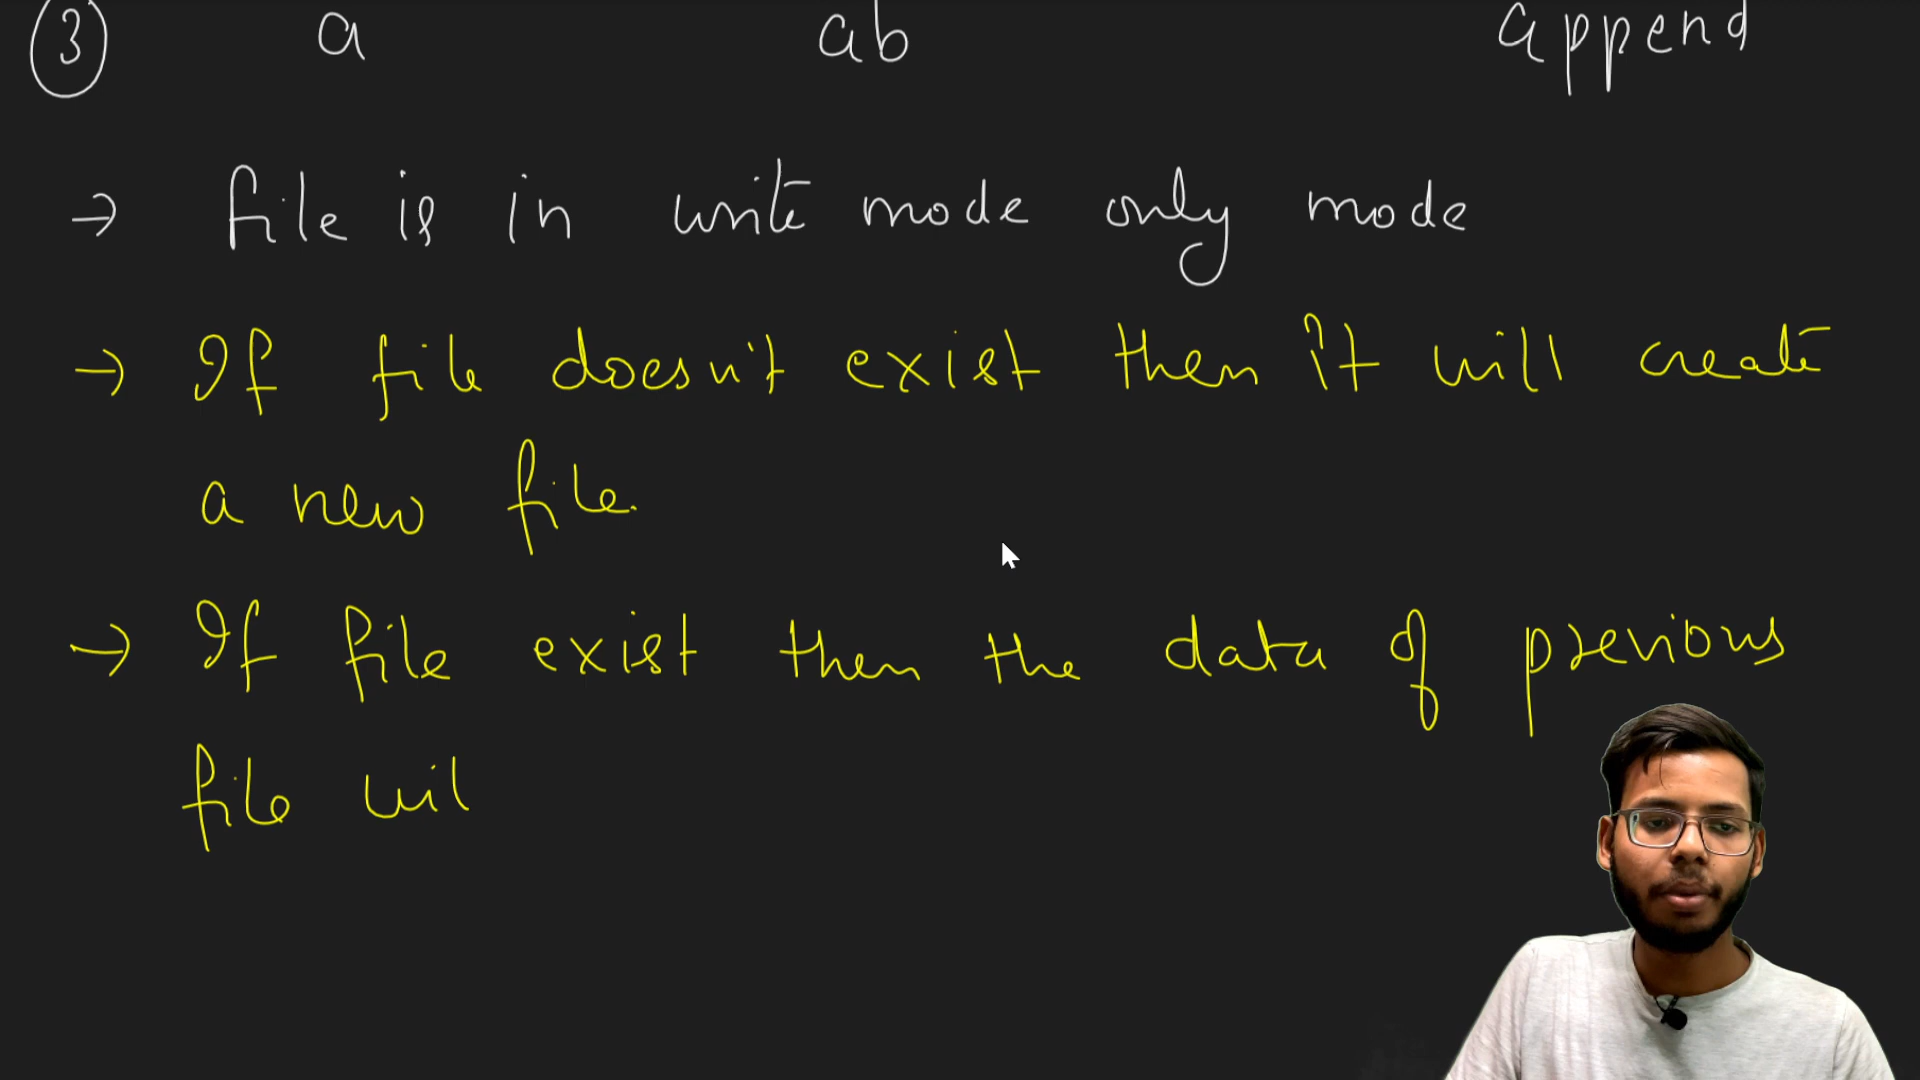 3 a ab append
→ file is in write mode only mode
→ If file doesn't exist then it will create
a new file.
→ If file exist then the data of previous
file wil